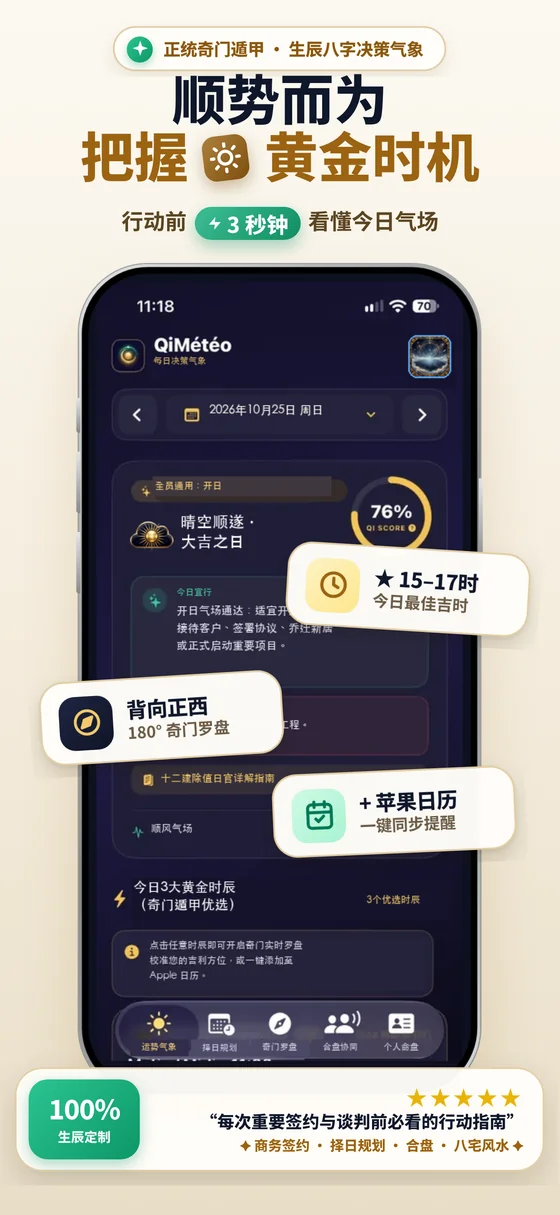 正统奇门遁甲 · 生辰八字决策气象
顺势而为
把握 黄金时机
行动前 3 秒钟 看懂今日气场
11:18
70
QiMétéo
每日决策气象
2026年10月25日 周日
全员通用：开日
76%
QI SCORE ?
晴空顺遂 ·
大吉之日
★ 15–17时
今日最佳吉时
今日宜行
开日气场通达：适宜开
接待客户、签署协议、乔迁新居
或正式启动重要项目。
背向正西
180° 奇门罗盘
工程。
十二建除值日官详解指南
+ 苹果日历
一键同步提醒
顺风气场
今日3大黄金时辰
（奇门遁甲优选）
3个优选时辰
点击任意时辰即可开启奇门实时罗盘
校准您的吉利方位，或一键添加至
Apple 日历。
运势气象
择日规划
奇门罗盘
合盘协同
个人命盘
100%
生辰定制
★★★★★
“每次重要签约与谈判前必看的行动指南”
✦ 商务签约 · 择日规划 · 合盘 · 八宅风水 ✦